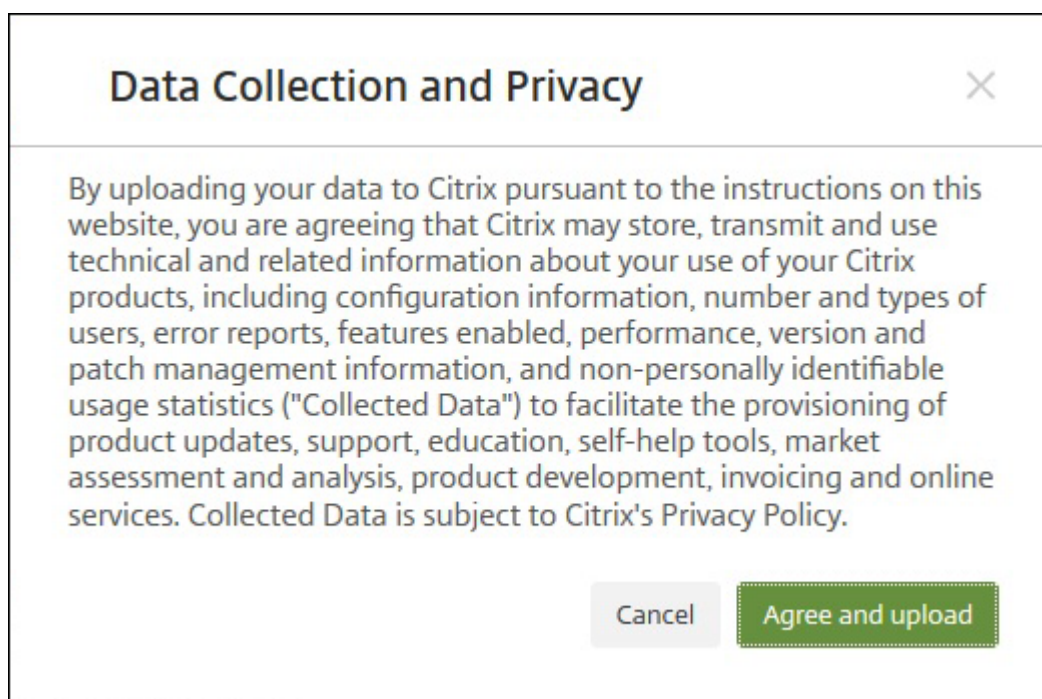 Data Collection and Privacy
By uploading your data to Citrix pursuant to the instructions on this
website, you are agreeing that Citrix may store, transmit and use
technical and related information about your use of your Citrix
products, including configuration information, number and types of
users, error reports, features enabled, performance, version and
patch management information, and non-personally identifiable
usage statistics ("Collected Data") to facilitate the provisioning of
product updates, support, education, self-help tools, market
assessment and analysis, product development, invoicing and online
services. Collected Data is subject to Citrix's Privacy Policy.
Cancel
Agree and upload